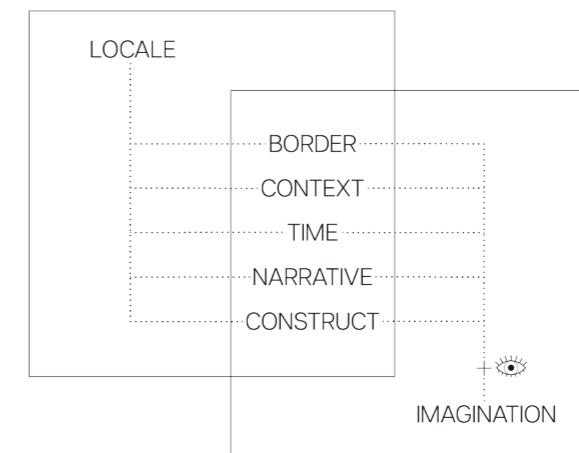 LOCALE
BORDER
CONTEXT
TIME
NARRATIVE
CONSTRUCT
IMAGINATION